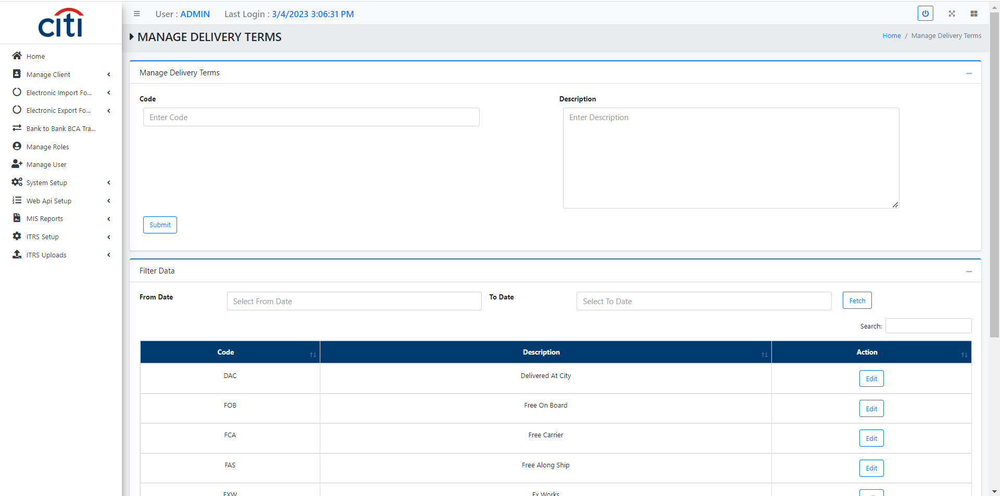 citi
User : ADMIN Last Login : 3/4/2023 3:06:31 PM
MANAGE DELIVERY TERMS
Home / Manage Delivery Terms
Home
Manage Client
Electronic Import Fo...
Electronic Export Fo...
Bank to Bank BCA Tra...
Manage Roles
Manage User
System Setup
Web Api Setup
MIS Reports
ITRS Setup
ITRS Uploads
Manage Delivery Terms
Code Description
Enter Code Enter Description
Submit
Filter Data
From Date Select From Date To Date Select To Date Fetch
Search:
Code Description Action
DAC Delivered At City Edit
FOB Free On Board Edit
FCA Free Carrier Edit
FAS Free Along Ship Edit
EXW Ex Works